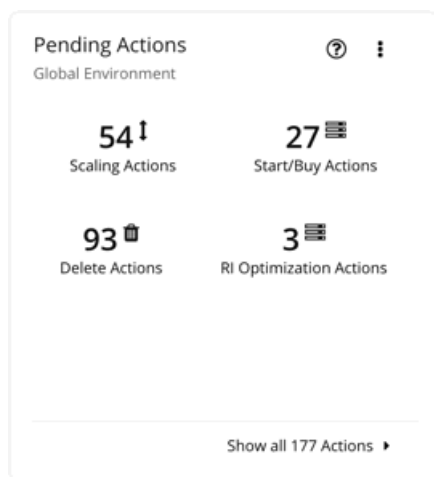 Pending Actions
Global Environment
54
Scaling Actions
27
Start/Buy Actions
93
Delete Actions
3
RI Optimization Actions
Show all 177 Actions